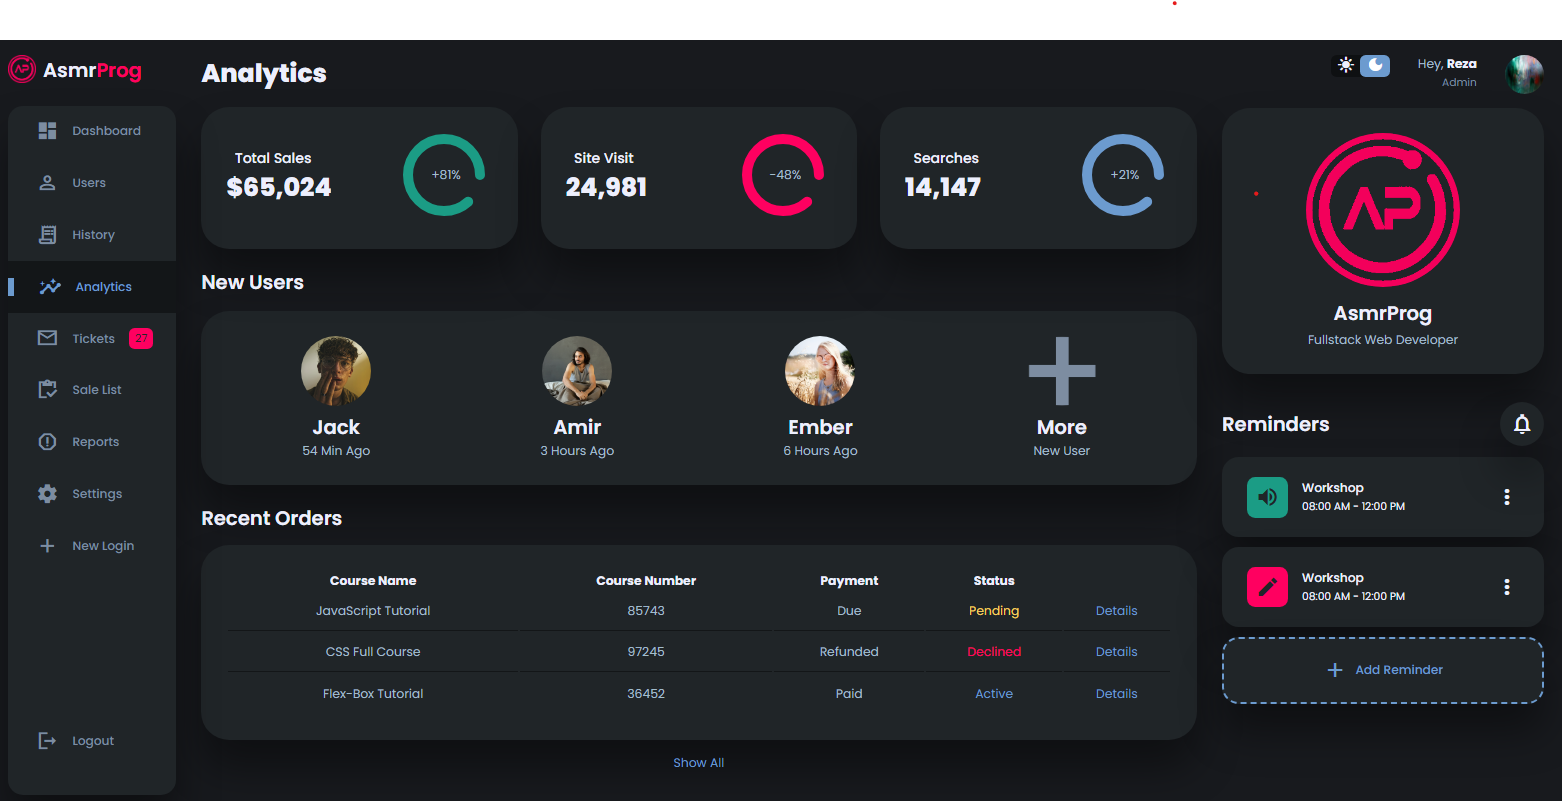 AsmrProg
Dashboard
Users
History
Analytics
Tickets 27
Sale List
Reports
Settings
New Login
Logout
Analytics
Total Sales
$65,024
+81%
Site Visit
24,981
-48%
Searches
14,147
+21%
New Users
Jack
54 Min Ago
Amir
3 Hours Ago
Ember
6 Hours Ago
More
New User
Recent Orders
Course Name Course Number Payment Status
JavaScript Tutorial 85743 Due Pending Details
CSS Full Course 97245 Refunded Declined Details
Flex-Box Tutorial 36452 Paid Active Details
Show All
Hey, Reza
Admin
AP
AsmrProg
Fullstack Web Developer
Reminders
Workshop
08:00 AM - 12:00 PM
Workshop
08:00 AM - 12:00 PM
Add Reminder